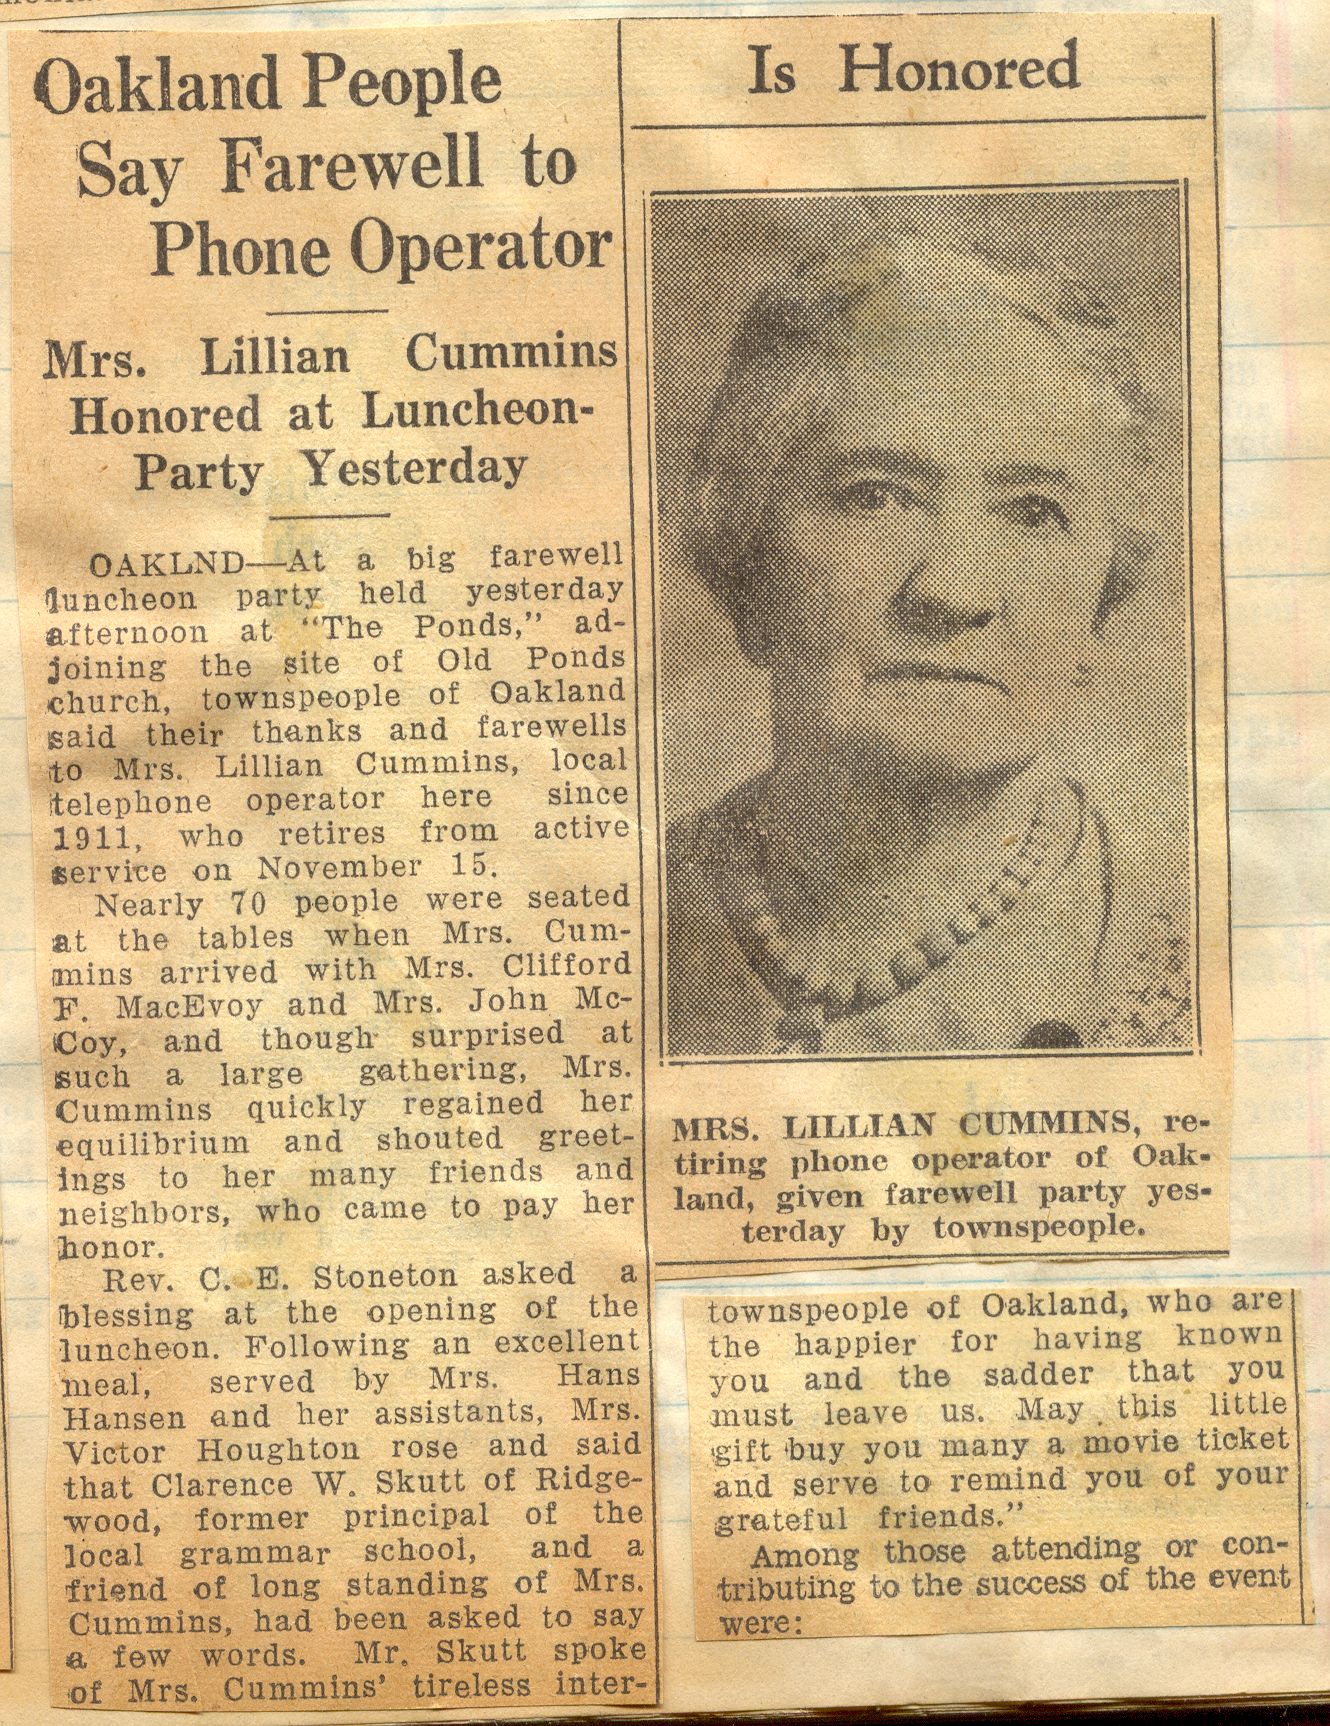 Oakland People
Say Farewell to
Phone Operator
Mrs. Lillian Cummins
Honored at Luncheon-
Party Yesterday
OAKLND—At a big farewell
luncheon party held yesterday
afternoon at "The Ponds," ad-
joining the site of Old Ponds
church, townspeople of Oakland
said their thanks and farewells
to Mrs. Lillian Cummins, local
telephone operator here since
1911, who retires from active
service on November 15.
Nearly 70 people were seated
at the tables when Mrs. Cum-
mins arrived with Mrs. Clifford
F. MacEvoy and Mrs. John Mc-
Coy, and though surprised at
such a large gathering, Mrs.
Cummins quickly regained her
equilibrium and shouted greet-
ings to her many friends and
neighbors, who came to pay her
honor.
Rev. C. E. Stoneton asked a
blessing at the opening of the
luncheon. Following an excellent
meal, served by Mrs. Hans
Hansen and her assistants, Mrs.
Victor Houghton rose and said
that Clarence W. Skutt of Ridge-
wood, former principal of the
local grammar school, and a
friend of long standing of Mrs.
Cummins, had been asked to say
a few words. Mr. Skutt spoke
of Mrs. Cummins' tireless inter-
Is Honored
MRS. LILLIAN CUMMINS, re-
tiring phone operator of Oak-
land, given farewell party yes-
terday by townspeople.
townspeople of Oakland, who are
the happier for having known
you and the sadder that you
must leave us. May this little
gift buy you many a movie ticket
and serve to remind you of your
grateful friends."
Among those attending or con-
tributing to the success of the event
were: